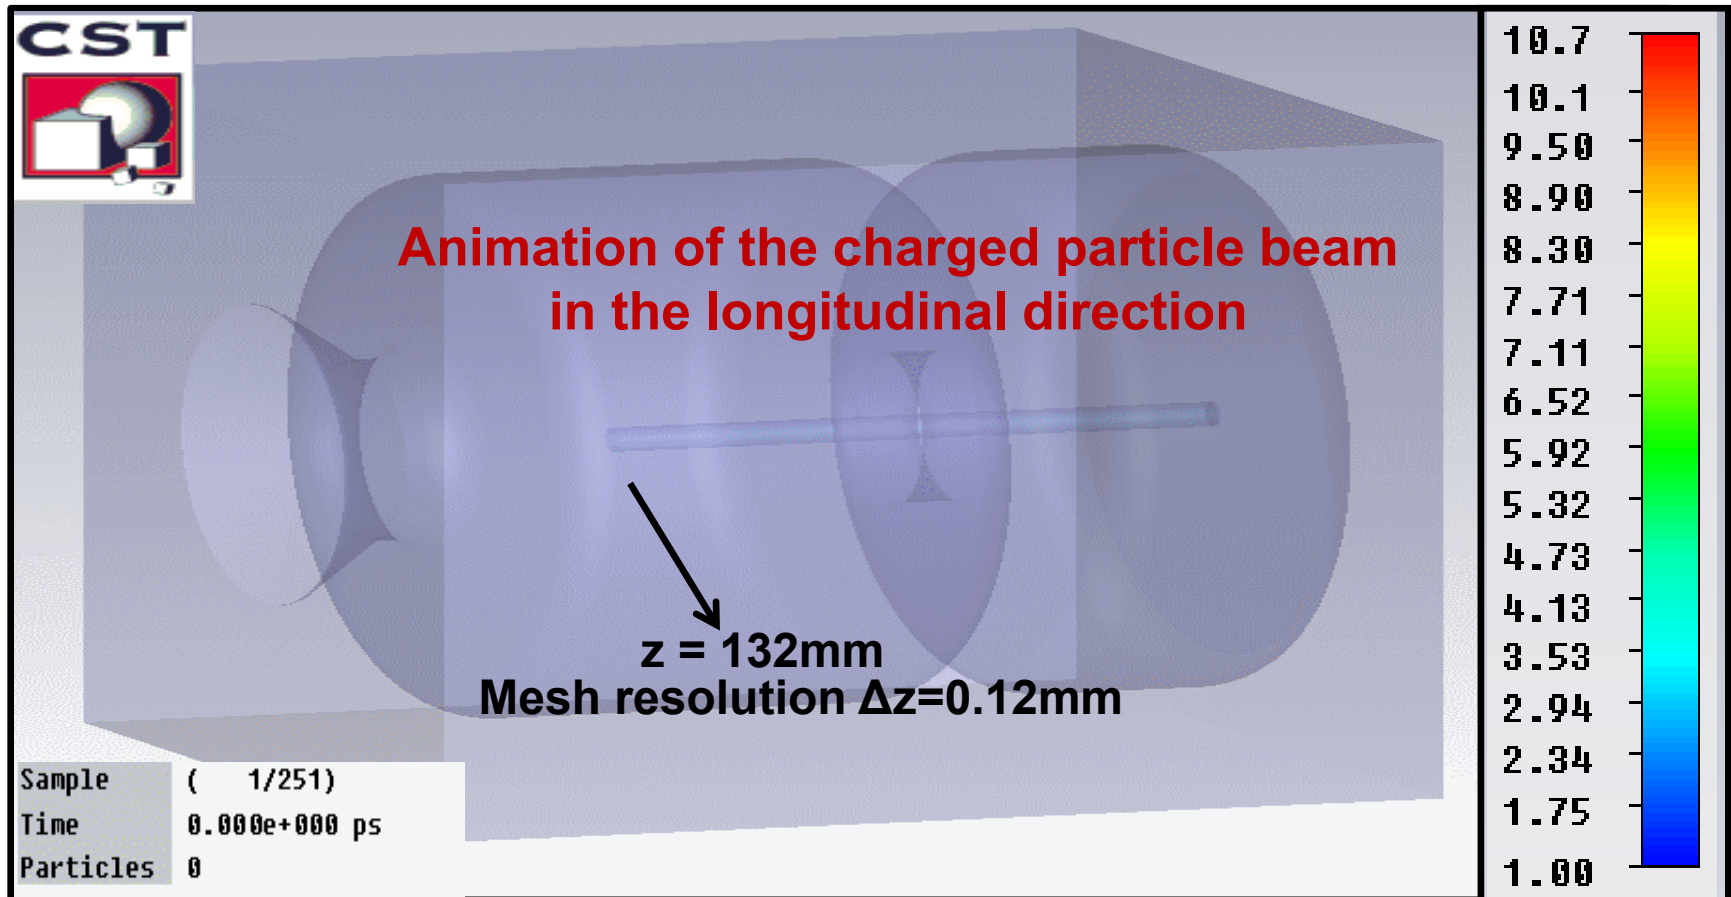 CST
Animation of the charged particle beam
in the longitudinal direction
z = 132mm
Mesh resolution Δz=0.12mm
Sample ( 1/251)
Time 0.000e+000 ps
Particles 0
10.7
10.1
9.50
8.90
8.30
7.71
7.11
6.52
5.92
5.32
4.73
4.13
3.53
2.94
2.34
1.75
1.00